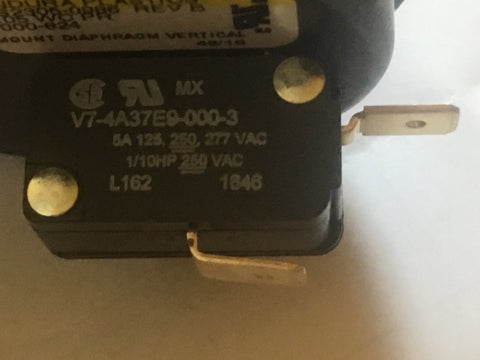 MOUNT DIAPHRAGM VERTICAL
MX
V7-4A37E9-000-3
5A 125, 250, 277 VAC
1/10HP 250 VAC
L162 1646